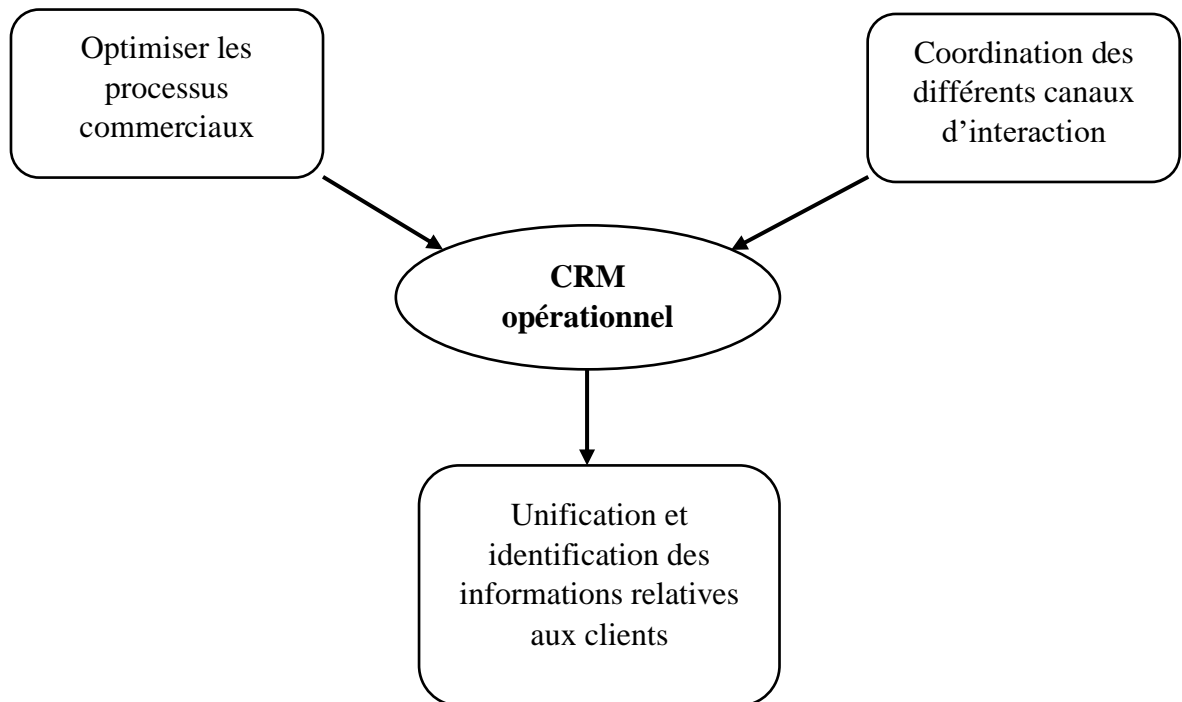 Optimiser les
processus
commerciaux
Coordination des
différents canaux
d’interaction
CRM
opérationnel
Unification et
identification des
informations relatives
aux clients